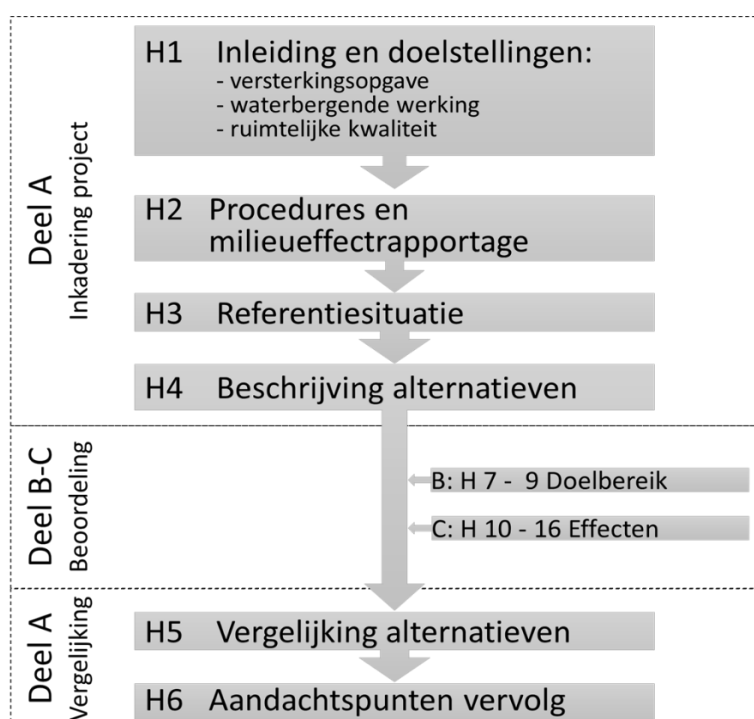 Deel A
Inkadering project
H1 Inleiding en doelstellingen:
- versterkingsopgave
- waterbergende werking
- ruimtelijke kwaliteit
H2 Procedures en
milieueffectrapportage
H3 Referentiesituatie
H4 Beschrijving alternatieven
Deel B-C
Beoordeling
B: H 7 - 9 Doelbereik
C: H 10 - 16 Effecten
Deel A
Vergelijking
H5 Vergelijking alternatieven
H6 Aandachtspunten vervolg